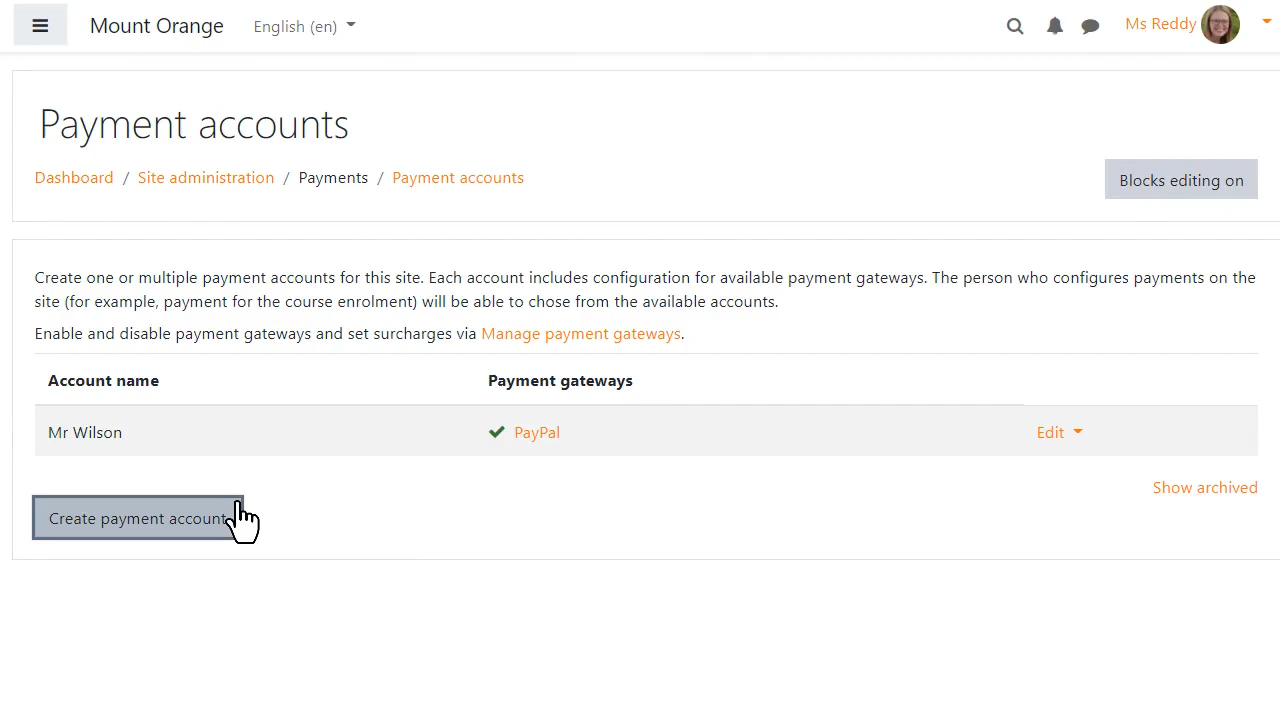 Mount Orange English (en) Ms Reddy
Payment accounts
Dashboard / Site administration / Payments / Payment accounts
Blocks editing on
Create one or multiple payment accounts for this site. Each account includes configuration for available payment gateways. The person who configures payments on the
site (for example, payment for the course enrolment) will be able to chose from the available accounts.
Enable and disable payment gateways and set surcharges via Manage payment gateways.
Account name Payment gateways
Mr Wilson PayPal Edit
Show archived
Create payment account